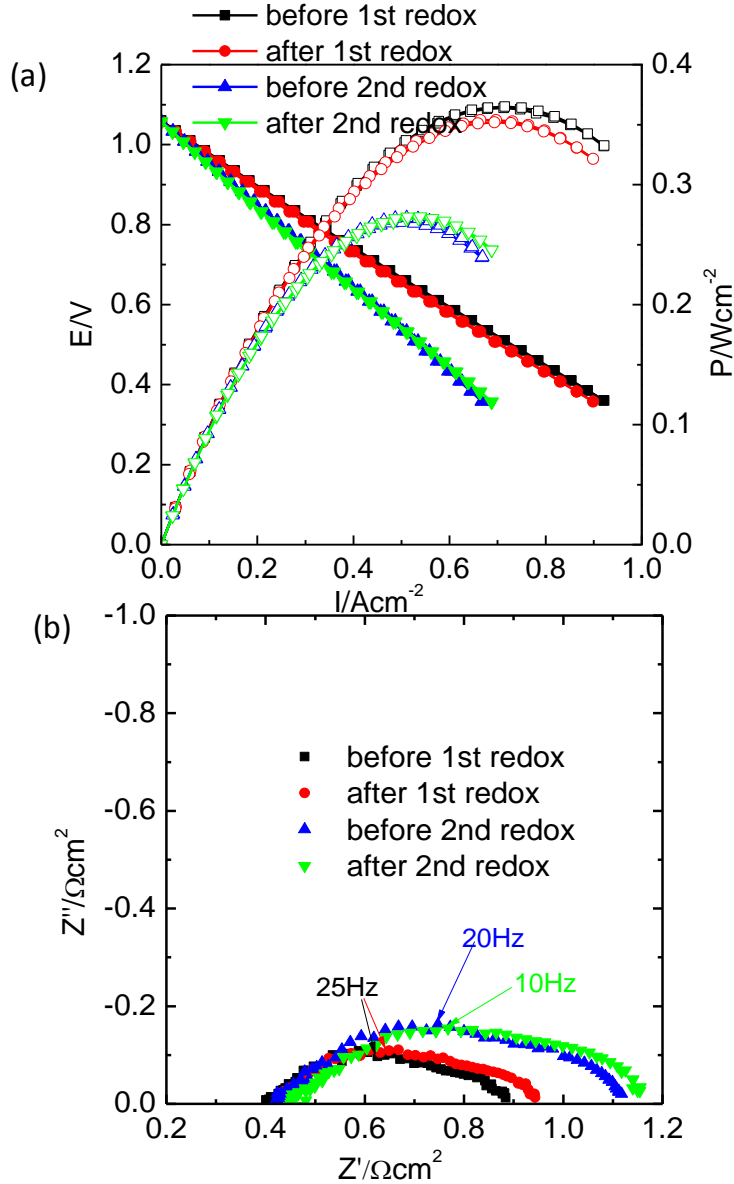 before 1st redox
after 1st redox
before 2nd redox
after 2nd redox
(a)
1.2
1.0
0.8
0.6
0.4
0.2
0.0
E/V
0.4
0.3
0.2
0.1
0.0
P/Wcm-2
0.0 0.2 0.4 0.6 0.8 1.0
I/Acm-2
(b)
-1.0
-0.8
-0.6
-0.4
-0.2
0.0
Z''/Ωcm2
before 1st redox
after 1st redox
before 2nd redox
after 2nd redox
20Hz
25Hz
10Hz
0.2 0.4 0.6 0.8 1.0 1.2
Z'/Ωcm2